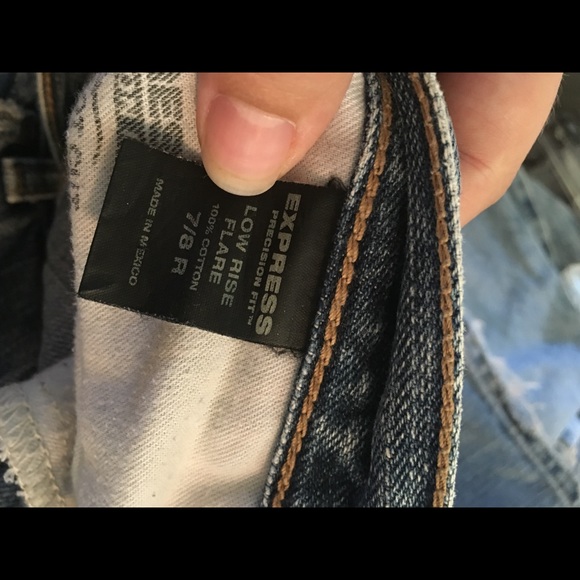 EXPRESS
PRECISION FIT™
LOW RISE
FLARE
100% COTTON
7/8 R
MADE IN MEXICO